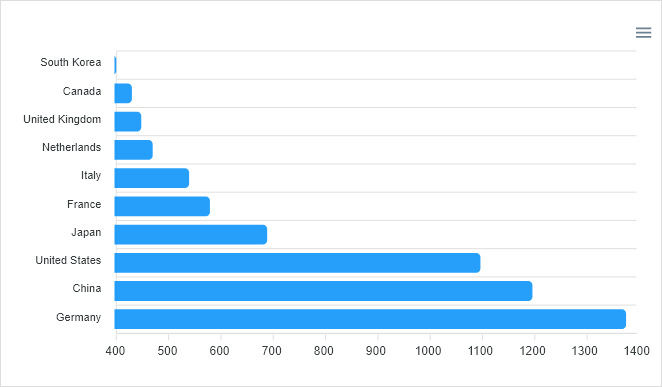 South Korea
Canada
United Kingdom
Netherlands
Italy
France
Japan
United States
China
Germany
400 500 600 700 800 900 1000 1100 1200 1300 1400